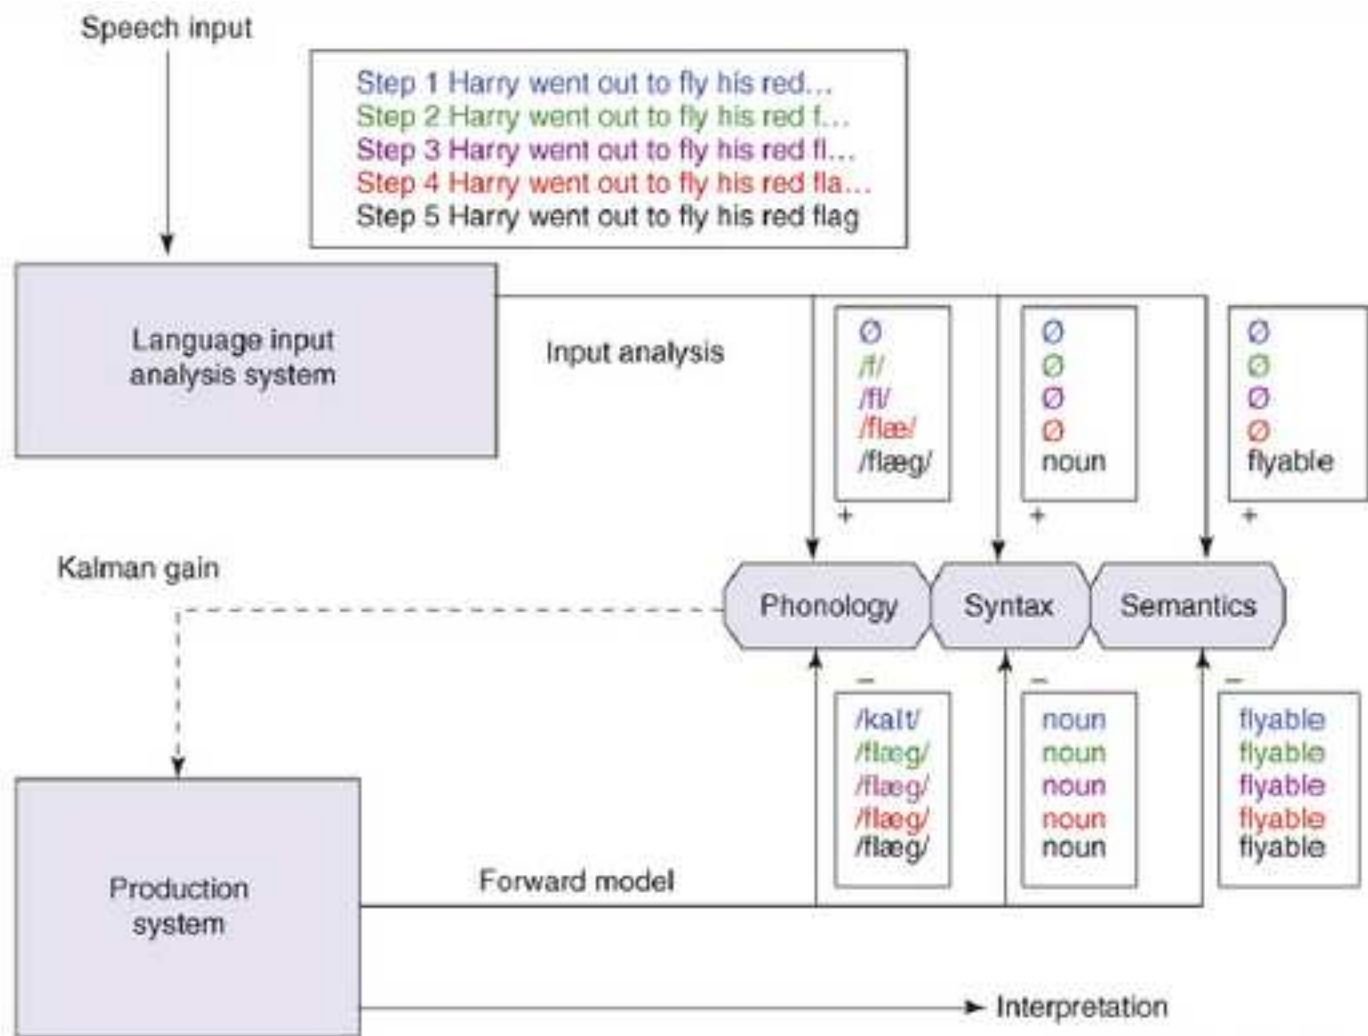 Speech input
Step 1 Harry went out to fly his red...
Step 2 Harry went out to fly his red f...
Step 3 Harry went out to fly his red fl...
Step 4 Harry went out to fly his red fla...
Step 5 Harry went out to fly his red flag
Language input
analysis system
Input analysis
Ø
/f/
/fl/
/flæ/
/flæg/
+
Ø
Ø
Ø
Ø
noun
+
Ø
Ø
Ø
Ø
flyable
+
Kalman gain
Phonology
Syntax
Semantics
–
/kaIt/
/flæg/
/flæg/
/flæg/
/flæg/
–
noun
noun
noun
noun
noun
–
flyable
flyable
flyable
flyable
flyable
Production
system
Forward model
Interpretation